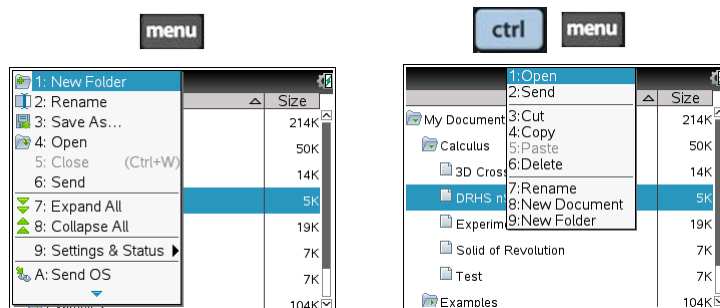 menu
ctrl menu
1: New Folder
2: Rename
3: Save As...
4: Open
5: Close (Ctrl+W)
6: Send
7: Expand All
8: Collapse All
9: Settings & Status
A: Send OS
Size
214K
50K
14K
5K
19K
7K
7K
104K
1:Open
2:Send
3:Cut
4:Copy
5:Paste
6:Delete
7:Rename
8:New Document
9:New Folder
Size
My Document 214K
Calculus 50K
3D Cros 14K
DRHS 5K
Experim 19K
Solid of Revolution 7K
Test 7K
Examples 104K